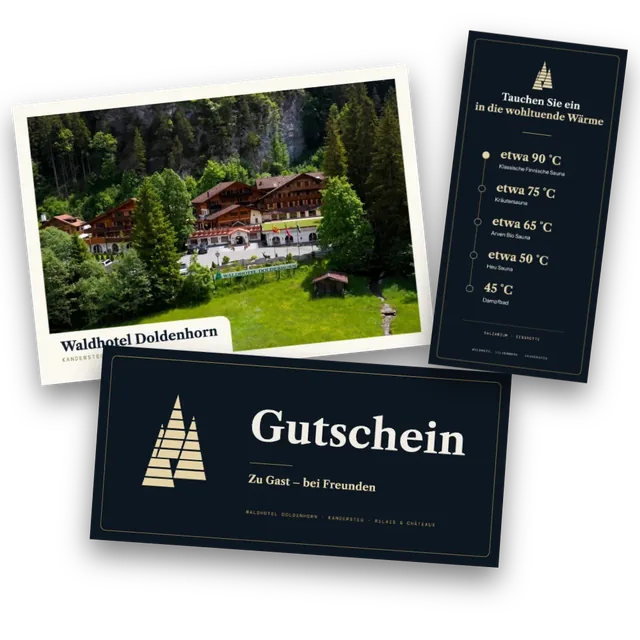 Waldhotel Doldenhorn
KANDERSTEG
Tauchen Sie ein
in die wohltuende Wärme
etwa 90 °C
Klassische Finnische Sauna
etwa 75 °C
Kräutersauna
etwa 65 °C
Arven Bio Sauna
etwa 50 °C
Heu Sauna
45 °C
Dampfbad
Gutschein
Zu Gast – bei Freunden
WALDHOTEL DOLDENHORN · KANDERSTEG · RELAIS & CHÂTEAUX